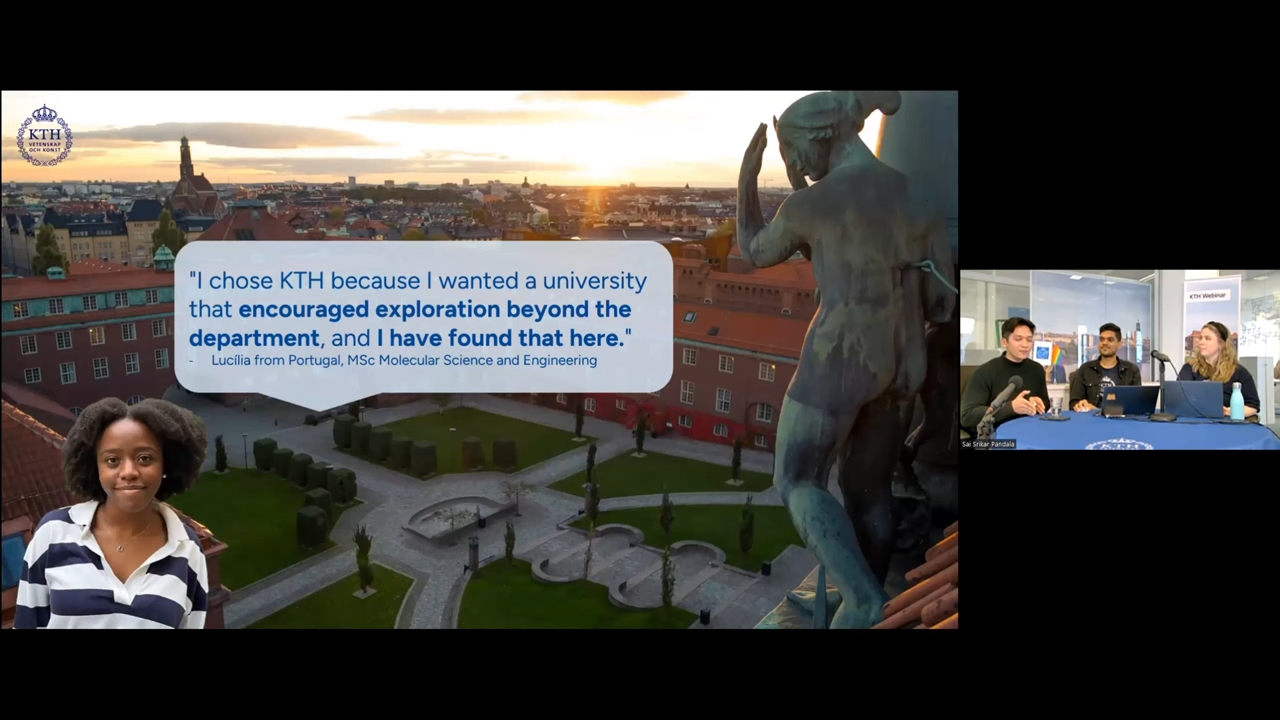 KTH
VETENSKAP
OCH KONST
"I chose KTH because I wanted a university
that encouraged exploration beyond the
department, and I have found that here."
- Lucília from Portugal, MSc Molecular Science and Engineering
KTH Webinar
Sai Srikar Pandala
KTH